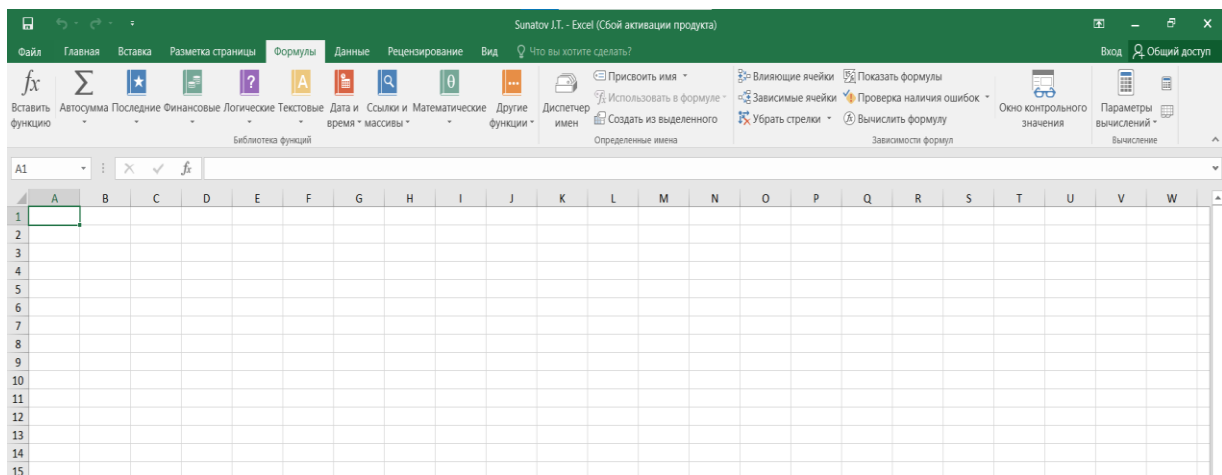 Sunatov J.T. - Excel (Сбой активации продукта)
Файл Главная Вставка Разметка страницы Формулы Данные Рецензирование Вид Что вы хотите сделать? Вход Общий доступ
Вставить функцию
Автосумма
Последние
Финансовые
Логические
Текстовые
Дата и время
Ссылки и массивы
Математические
Другие функции
Библиотека функций
Диспетчер имен
Присвоить имя
Использовать в формуле
Создать из выделенного
Определенные имена
Влияющие ячейки
Зависимые ячейки
Убрать стрелки
Показать формулы
Проверка наличия ошибок
Вычислить формулу
Зависимости формул
Окно контрольного значения
Параметры вычислений
Вычисление
A1 fx
A B C D E F G H I J K L M N O P Q R S T U V W
1
2
3
4
5
6
7
8
9
10
11
12
13
14
15